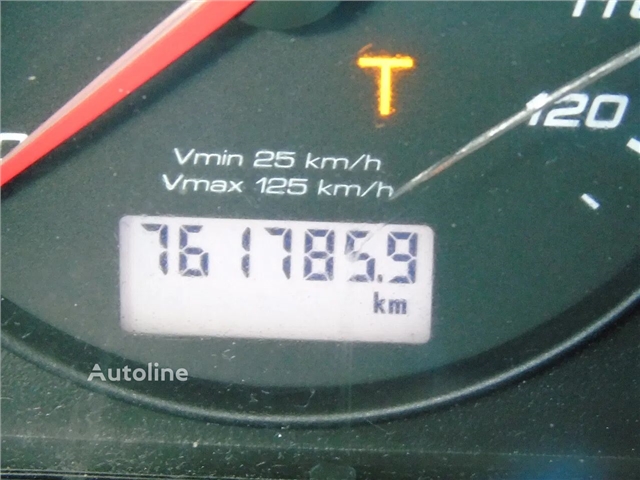 T
120
Vmin 25 km/h
Vmax 125 km/h
761785.9
km
Autoline